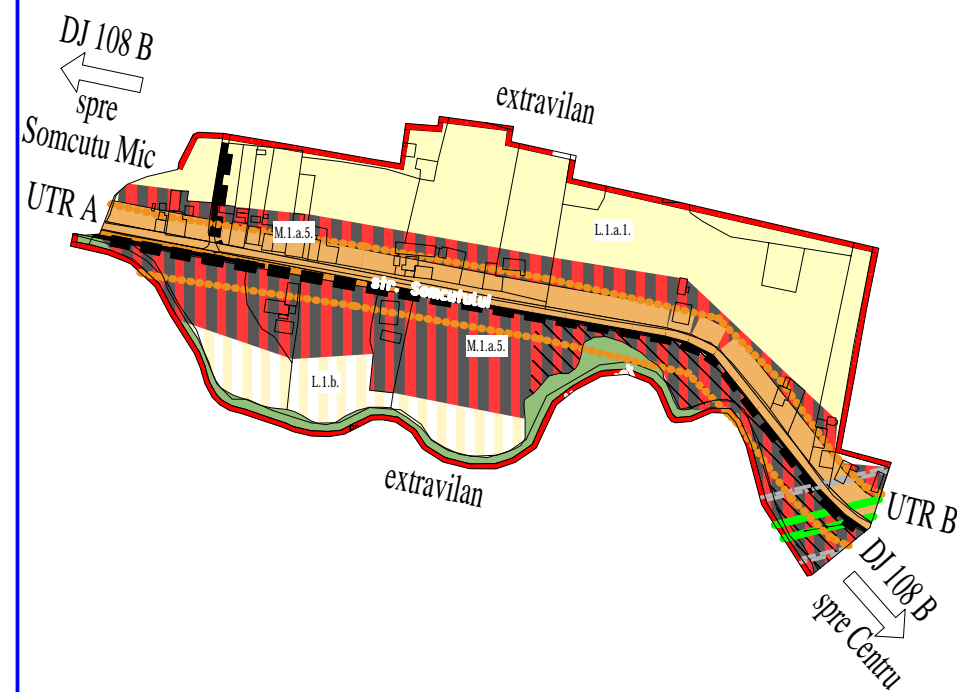 DJ 108 B
spre
Somcutu Mic
extravilan
UTR A
M.1.a.5.
L.1.a.1.
str. Somcutului
M.1.a.5.
L.1.b.
extravilan
UTR B
DJ 108 B
spre Centru